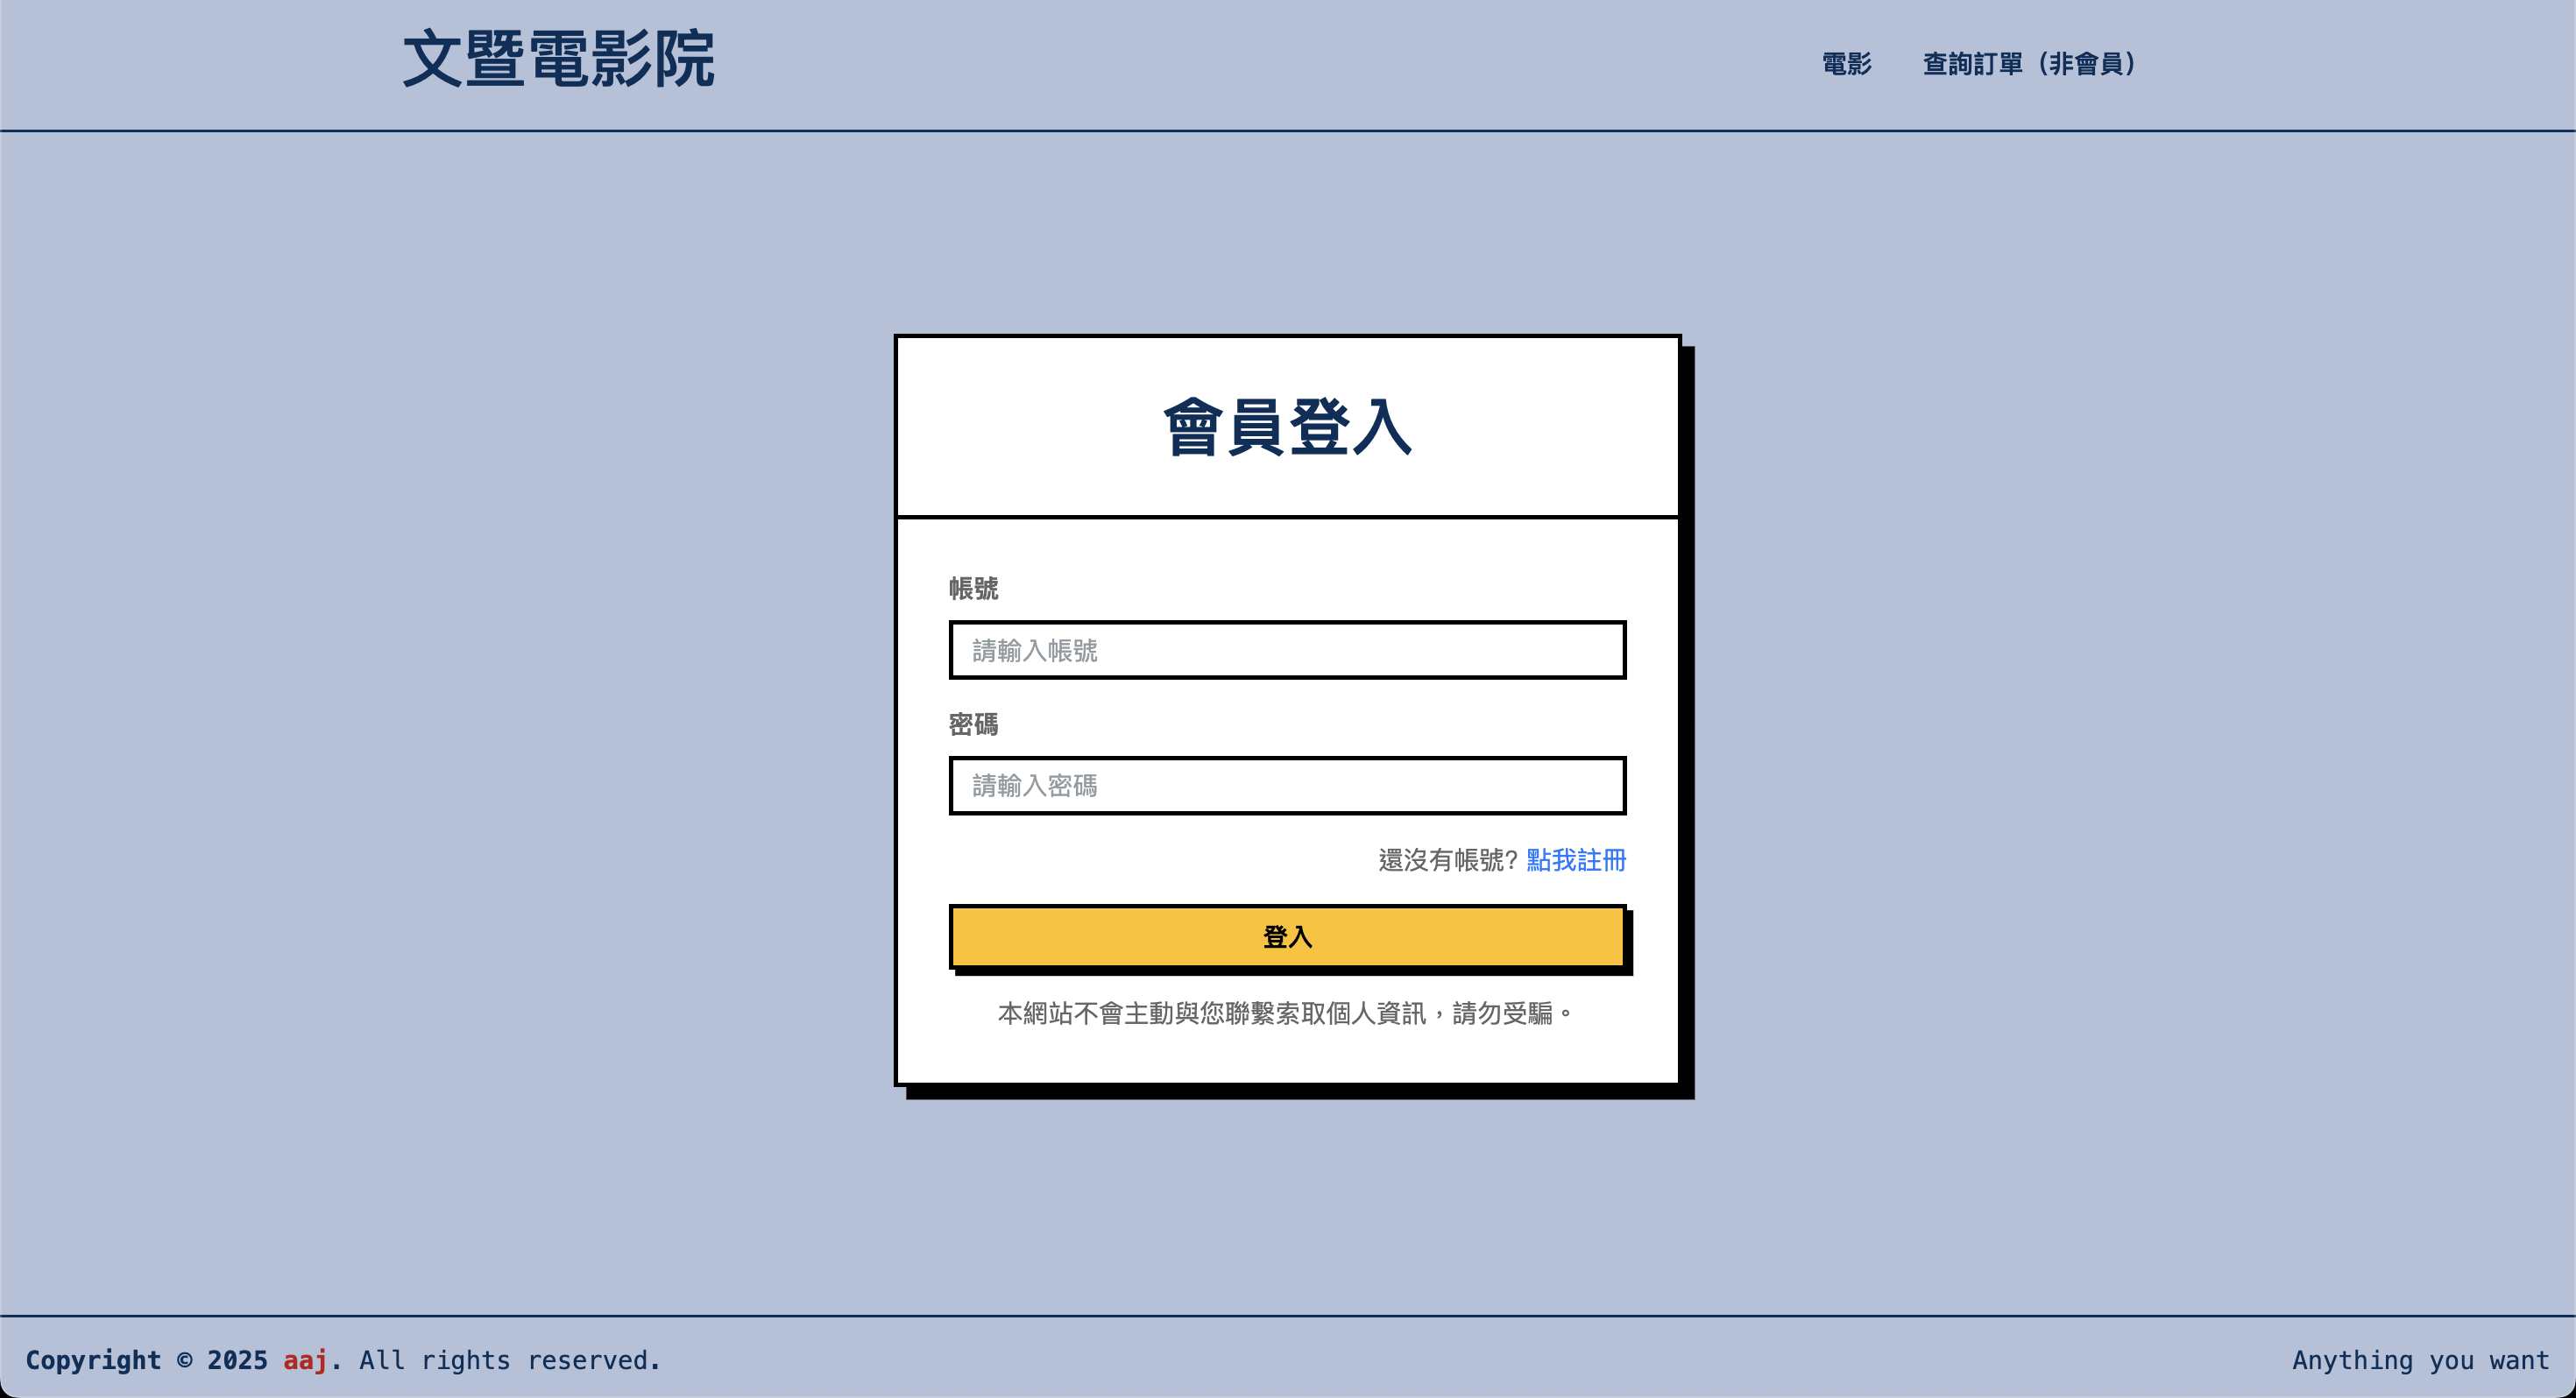 文暨電影院
電影 查詢訂單（非會員）
會員登入
帳號
請輸入帳號
密碼
請輸入密碼
還沒有帳號? 點我註冊
登入
本網站不會主動與您聯繫索取個人資訊，請勿受騙。
Copyright © 2025 aaj. All rights reserved.
Anything you want